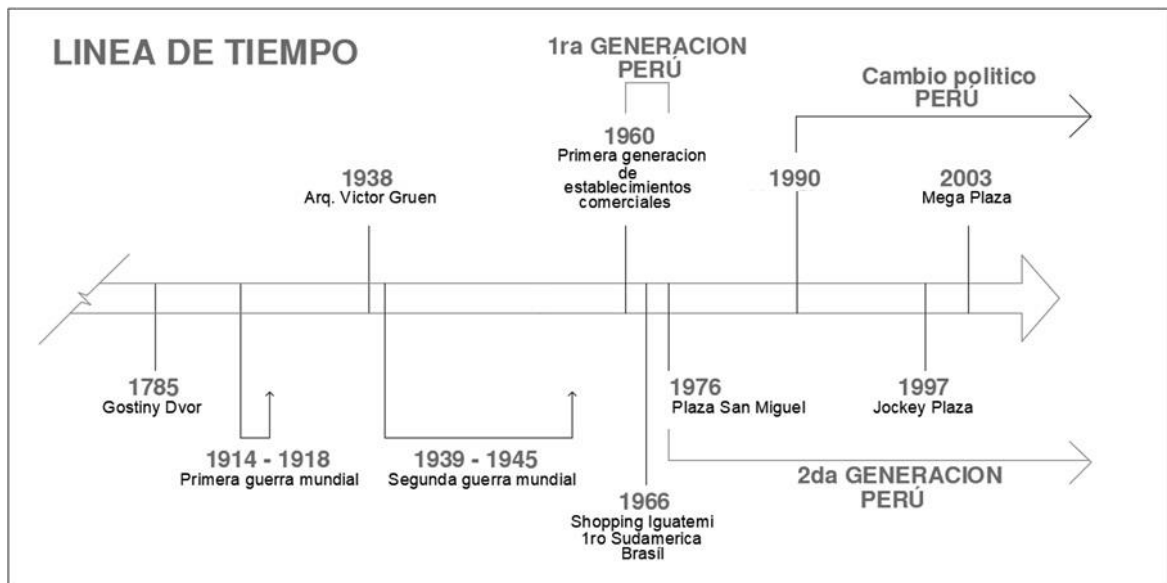 LINEA DE TIEMPO
1ra GENERACION
PERÚ
Cambio politico
PERÚ
1960
Primera generacion
de
establecimientos
comerciales
1938
Arq. Victor Gruen
1990
2003
Mega Plaza
1785
Gostiny Dvor
1976
Plaza San Miguel
1997
Jockey Plaza
1914 - 1918
Primera guerra mundial
1939 - 1945
Segunda guerra mundial
2da GENERACION
PERÚ
1966
Shopping Iguatemi
1ro Sudamerica
Brasíl